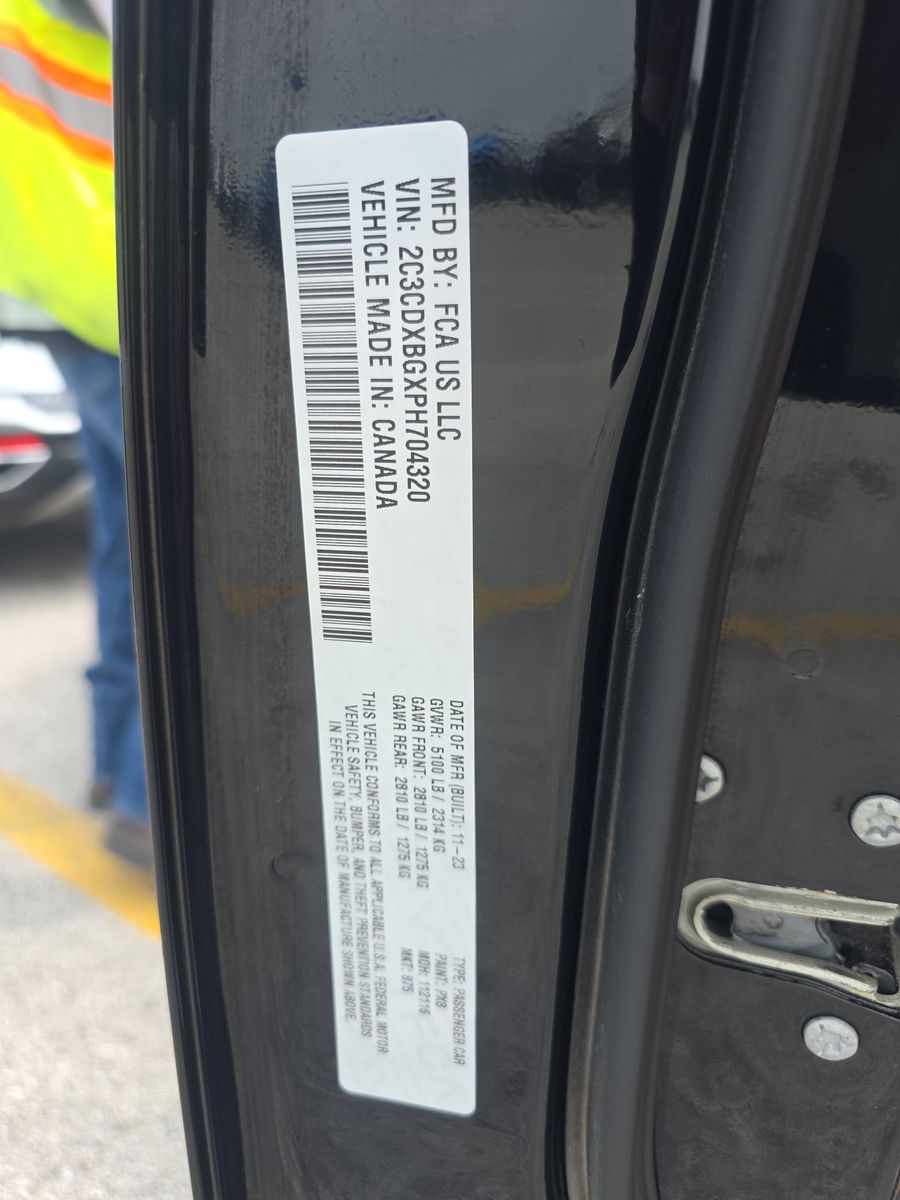 MFD BY: FCA US LLC
VIN: 2C3CDXBGXPH704320
VEHICLE MADE IN: CANADA
DATE OF MFR (BUILT): 11-23
GVWR: 5100 LB / 2314 KG
GAWR FRONT: 2810 LB / 1275 KG
GAWR REAR: 2810 LB / 1275 KG
TYPE: PASSENGER CAR
PAINT: PX8
MDH: 112116
MKT: 875
THIS VEHICLE CONFORMS TO ALL APPLICABLE U.S.A. FEDERAL MOTOR
VEHICLE SAFETY, BUMPER, AND THEFT PREVENTION STANDARDS
IN EFFECT ON THE DATE OF MANUFACTURE SHOWN ABOVE.